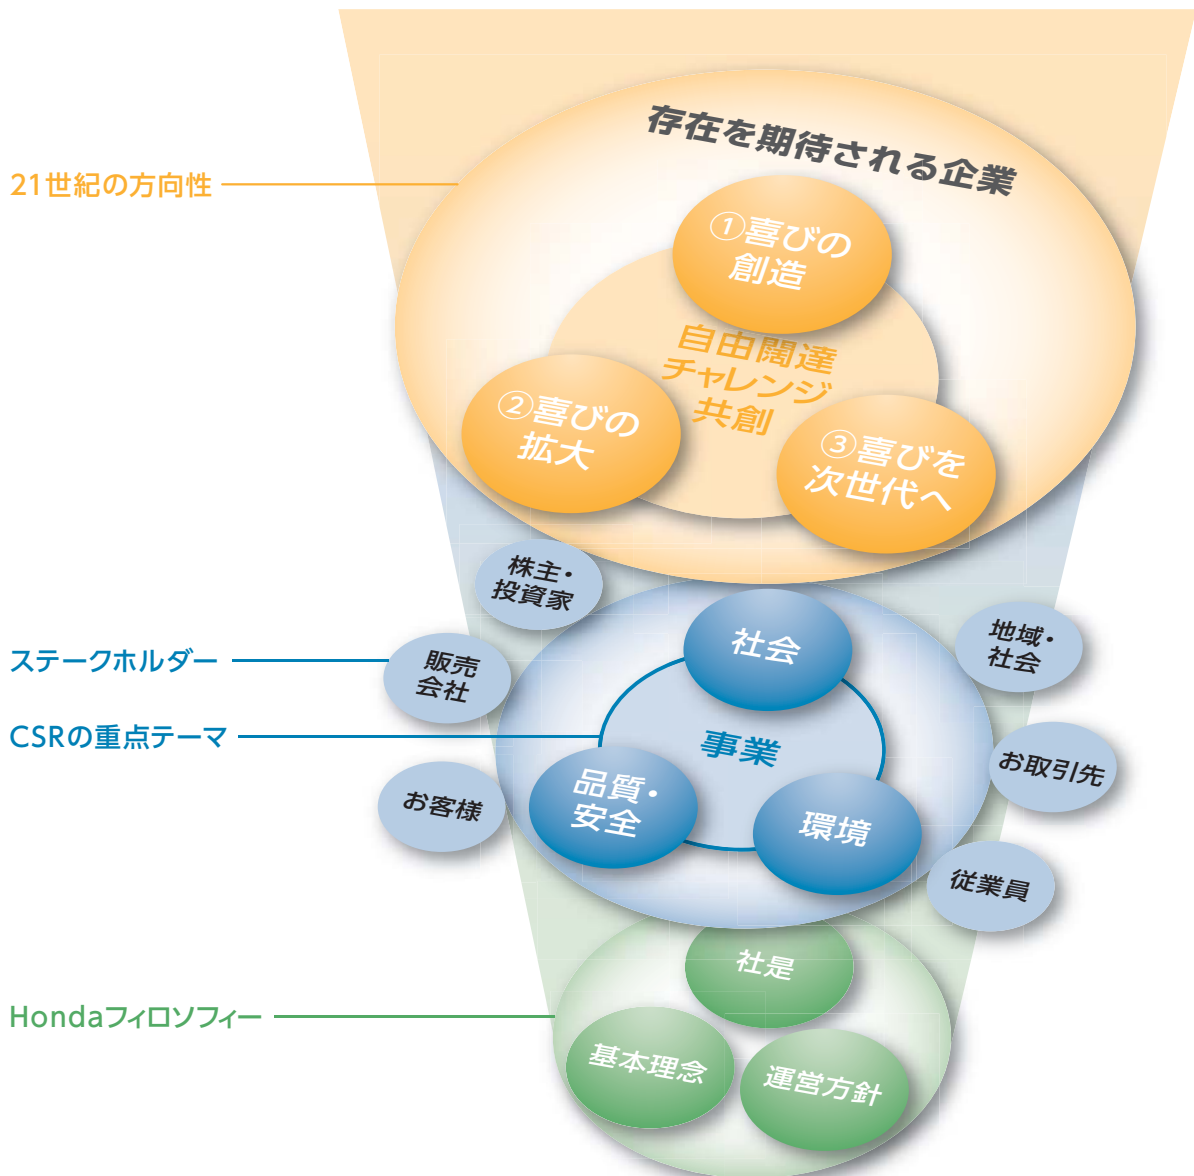 存在を期待される企業
21世紀の方向性
①喜びの
創造
自由闊達
チャレンジ
共創
②喜びの
拡大
③喜びを
次世代へ
株主・
投資家
社会
地域・
社会
ステークホルダー
販売
会社
CSRの重点テーマ
事業
お取引先
お客様
品質・
安全
環境
従業員
社是
Hondaフィロソフィー
基本理念
運営方針